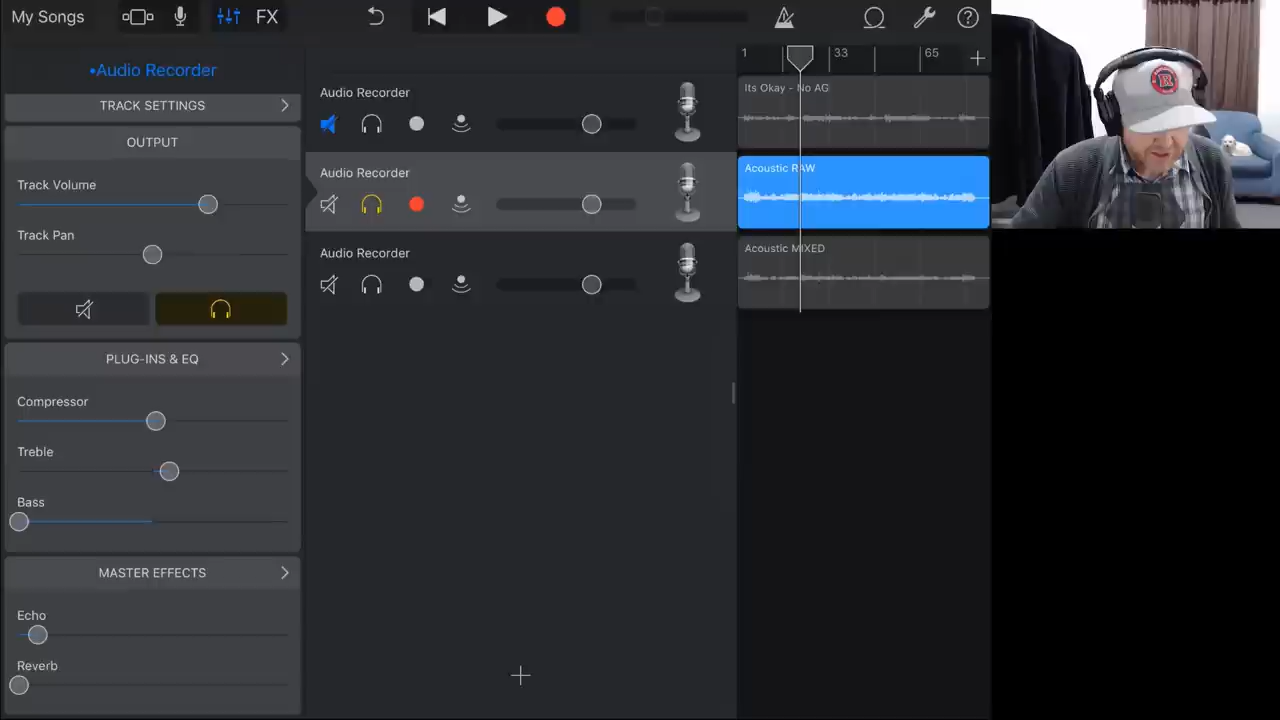 My Songs
FX
•Audio Recorder
TRACK SETTINGS
OUTPUT
Track Volume
Track Pan
PLUG-INS & EQ
Compressor
Treble
Bass
MASTER EFFECTS
Echo
Reverb
Audio Recorder
Audio Recorder
Audio Recorder
1 33 65
Its Okay - No AG
Acoustic RAW
Acoustic MIXED